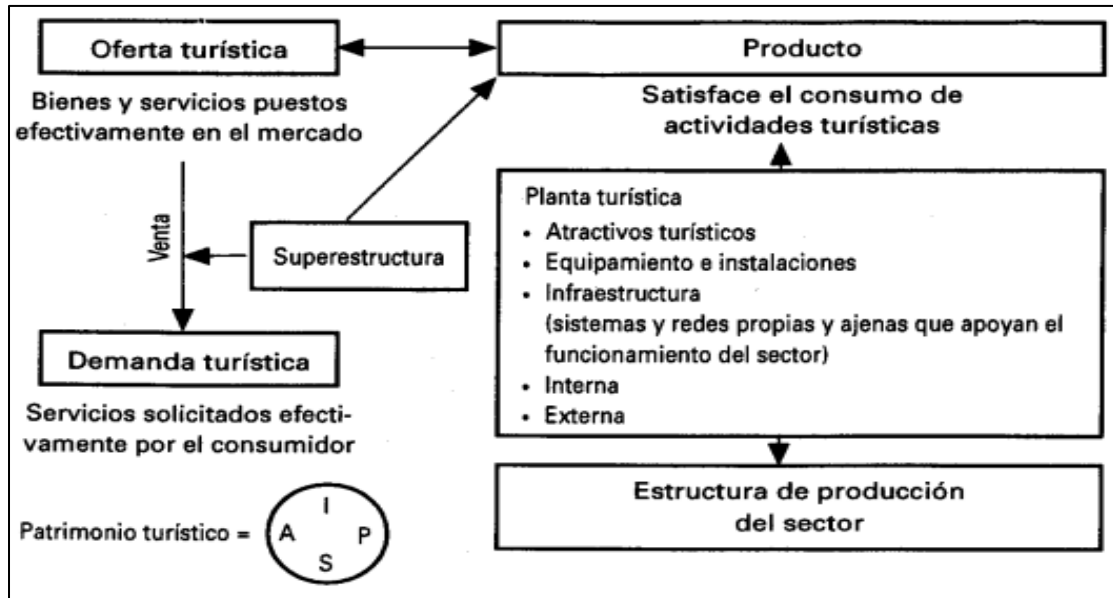 Oferta turística
Bienes y servicios puestos
efectivamente en el mercado
Venta
Superestructura
Demanda turística
Servicios solicitados efecti-
vamente por el consumidor
Patrimonio turístico =
I
A P
S
Producto
Satisface el consumo de
actividades turísticas
Planta turística
• Atractivos turísticos
• Equipamiento e instalaciones
• Infraestructura
(sistemas y redes propias y ajenas que apoyan el
funcionamiento del sector)
• Interna
• Externa
Estructura de producción
del sector